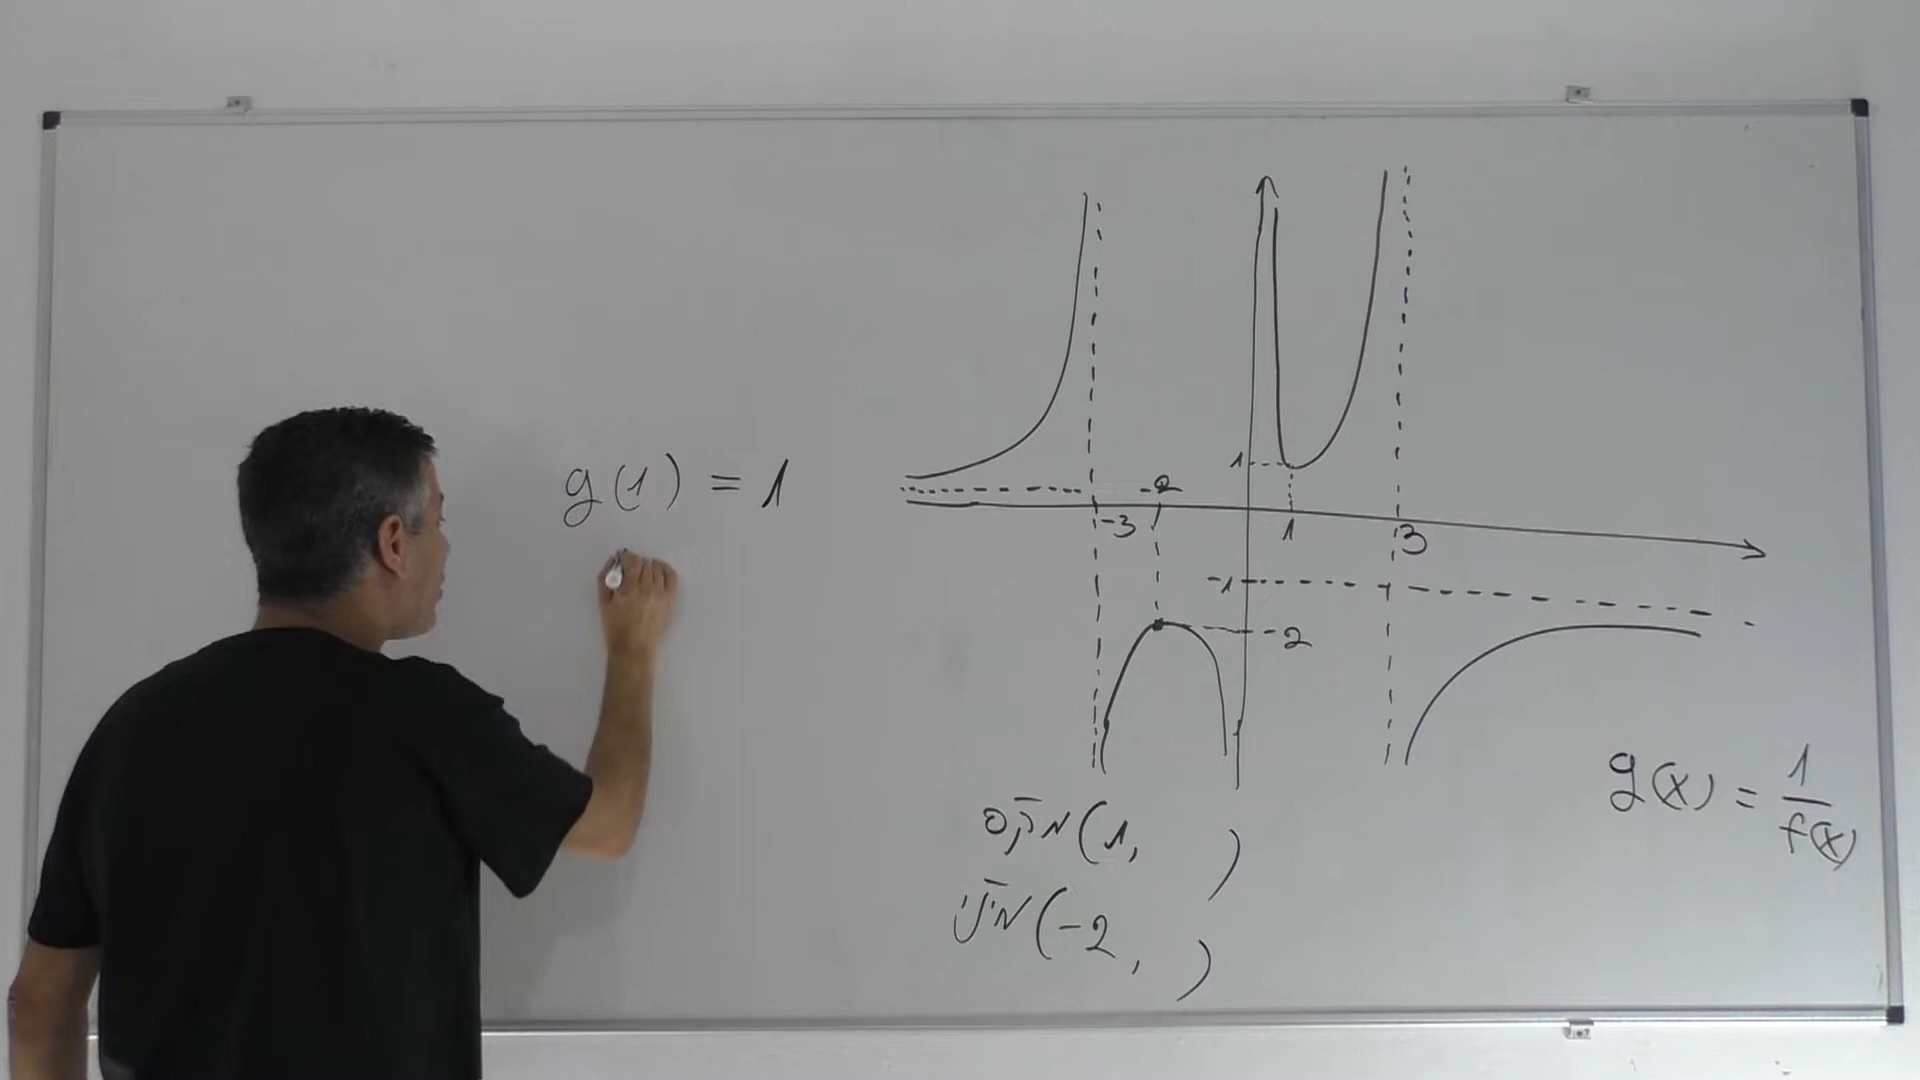 g(1) = 1
1
-2
-3
1
3
-1
-2
g(x) = 1/f(x)
מקס (1, )
מינ' (-2, )